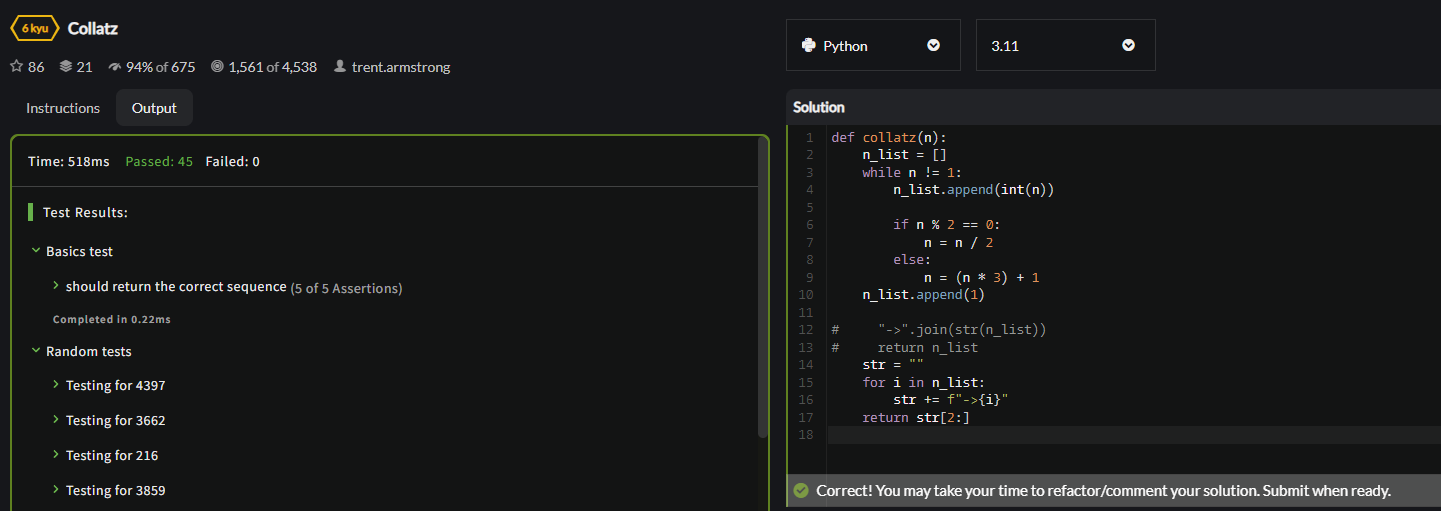 6 kyu Collatz
86 21 94% of 675 1,561 of 4,538 trent.armstrong
Instructions Output
Time: 518ms Passed: 45 Failed: 0
Test Results:
Basics test
should return the correct sequence (5 of 5 Assertions)
Completed in 0.22ms
Random tests
Testing for 4397
Testing for 3662
Testing for 216
Testing for 3859
Python 3.11
Solution
1 def collatz(n):
2     n_list = []
3     while n != 1:
4         n_list.append(int(n))
5
6         if n % 2 == 0:
7             n = n / 2
8         else:
9             n = (n * 3) + 1
10     n_list.append(1)
11
12 #     "->".join(str(n_list))
13 #     return n_list
14     str = ""
15     for i in n_list:
16         str += f"->{i}"
17     return str[2:]
18
Correct! You may take your time to refactor/comment your solution. Submit when ready.